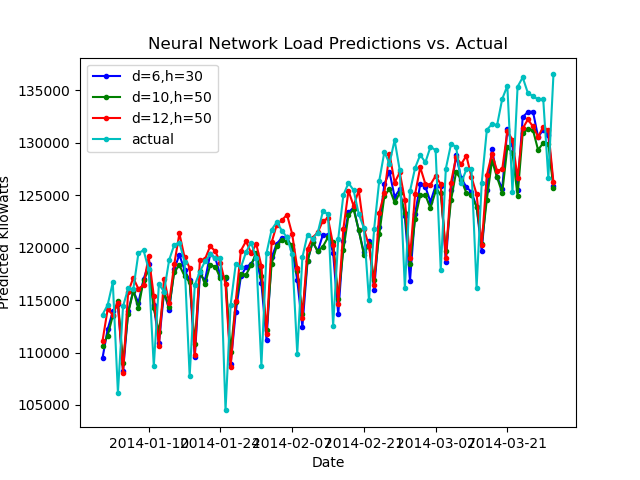 Neural Network Load Predictions vs. Actual
d=6,h=30
d=10,h=50
d=12,h=50
actual
135000
130000
125000
120000
115000
110000
105000
Predicted Kilowatts
2014-01-10 2014-01-24 2014-02-07 2014-02-21 2014-03-07 2014-03-21
Date